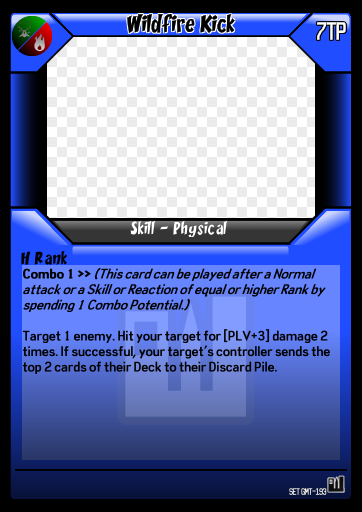 Wildfire Kick
7TP
Skill - Physical
H Rank
Combo 1 >> (This card can be played after a Normal
attack or a Skill or Reaction of equal or higher Rank by
spending 1 Combo Potential.)
Target 1 enemy. Hit your target for [PLV+3] damage 2
times. If successful, your target's controller sends the
top 2 cards of their Deck to their Discard Pile.
SET GMT-193